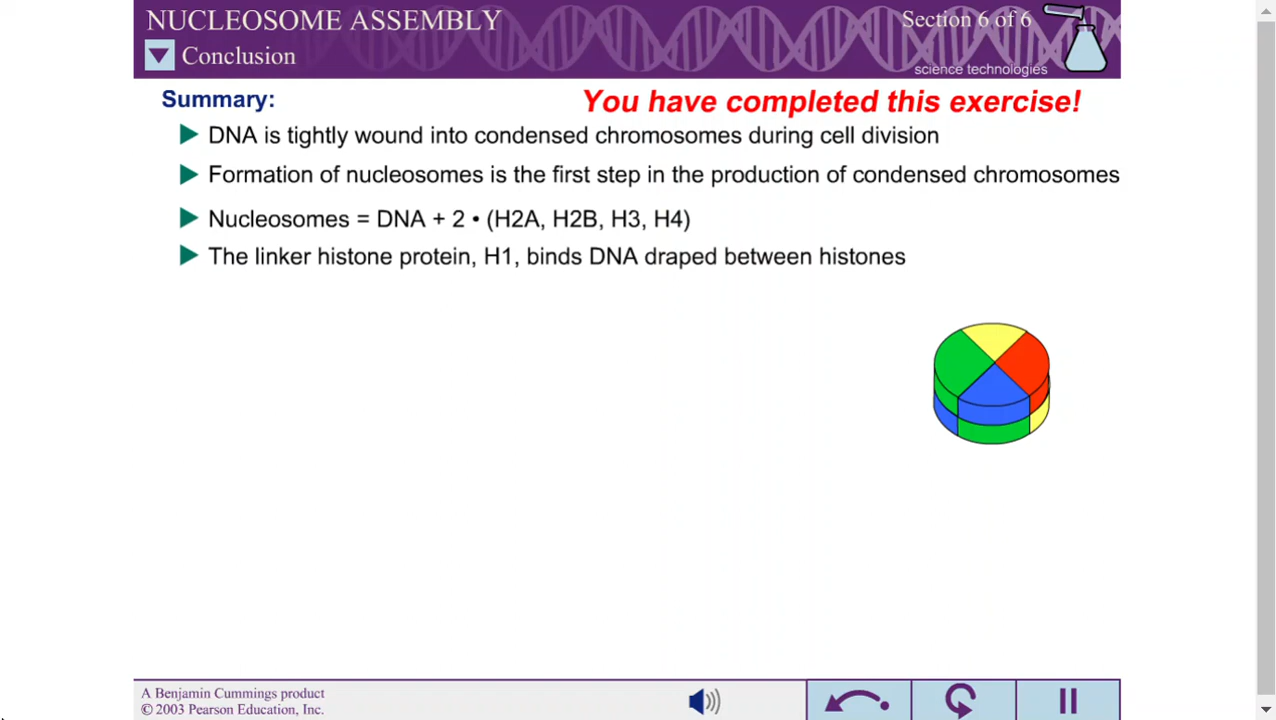 NUCLEOSOME ASSEMBLY
Section 6 of 6
Conclusion
science technologies
Summary:
You have completed this exercise!
DNA is tightly wound into condensed chromosomes during cell division
Formation of nucleosomes is the first step in the production of condensed chromosomes
Nucleosomes = DNA + 2 • (H2A, H2B, H3, H4)
The linker histone protein, H1, binds DNA draped between histones
A Benjamin Cummings product
© 2003 Pearson Education, Inc.